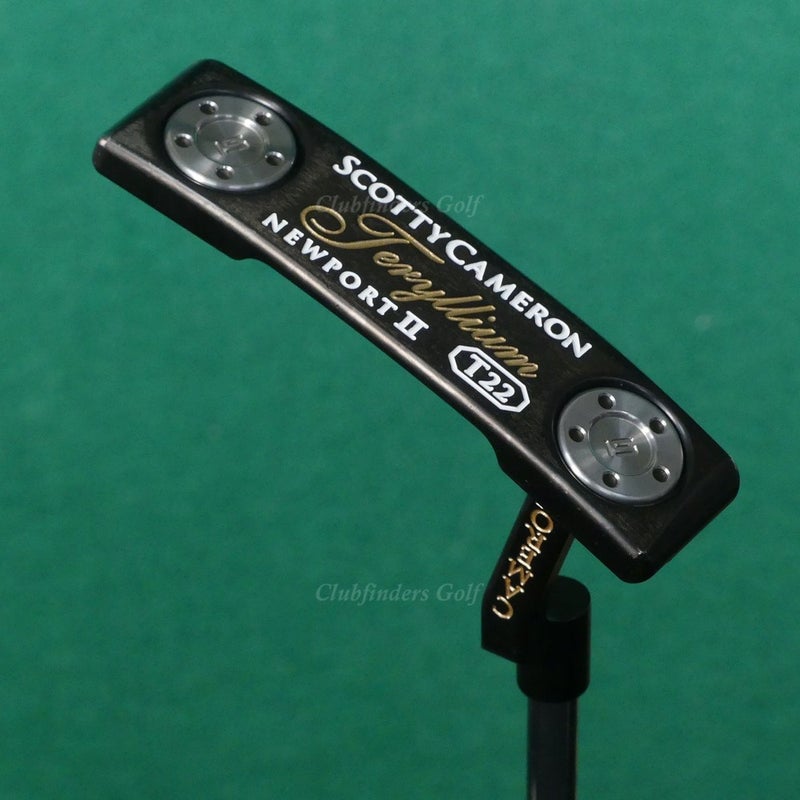 SCOTTY CAMERON
Teryllium
NEWPORT II
T22
Clubfinders Golf
Clubfinders Golf